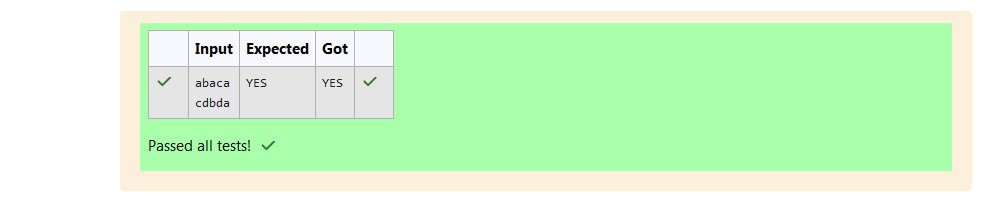 Input Expected Got
abaca YES YES
cdbda
Passed all tests!